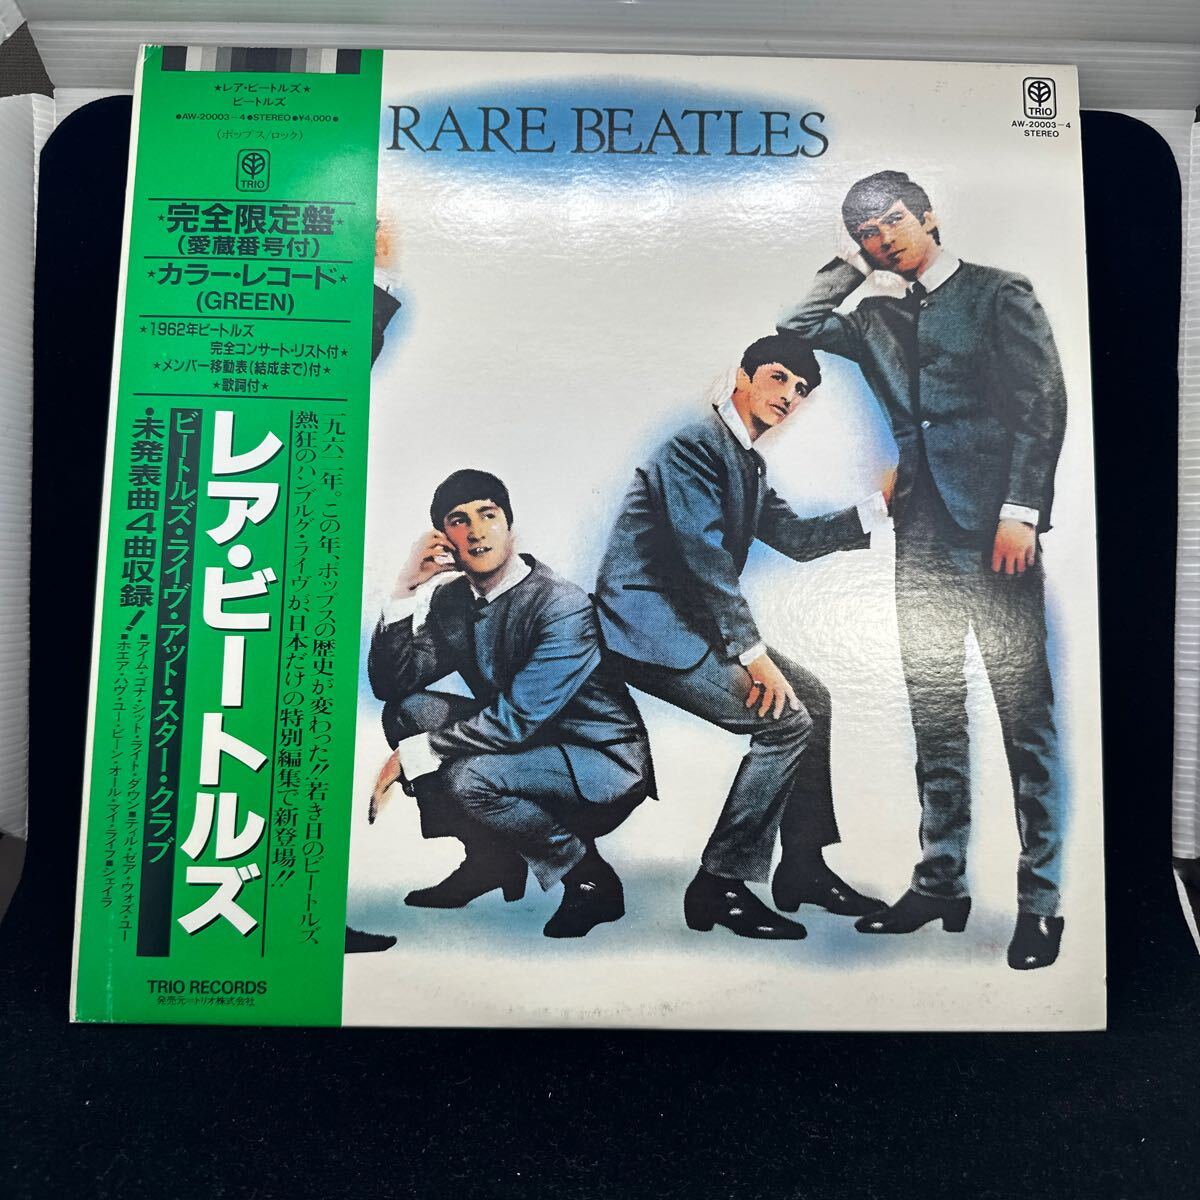 ★レア・ビートルズ★
ビートルズ
●AW-20003-4●STEREO●¥4,000●
(ポップス/ロック)
TRIO
★完全限定盤★
(愛蔵番号付)
★カラー・レコード★
(GREEN)
★1962年ビートルズ
完全コンサート・リスト付★
★メンバー移動表(結成まで)付★
★歌詞付★
一九六二年。この年、ポップスの歴史が変わった!!若き日のビートルズ、
熱狂のハンブルグ・ライヴが、日本だけの特別編集で新登場!!
レア・ビートルズ
ビートルズ・ライヴ・アット・スター・クラブ
・未発表曲4曲収録!
■アイム・ゴナ・シット・ライト・ダウン■ティル・ゼア・ウォズ・ユー
■ホエア・ハヴ・ユー・ビーン・オール・マイ・ライフ■シェイラ
TRIO RECORDS
発売元=トリオ株式会社
RARE BEATLES
TRIO
AW-20003-4
STEREO